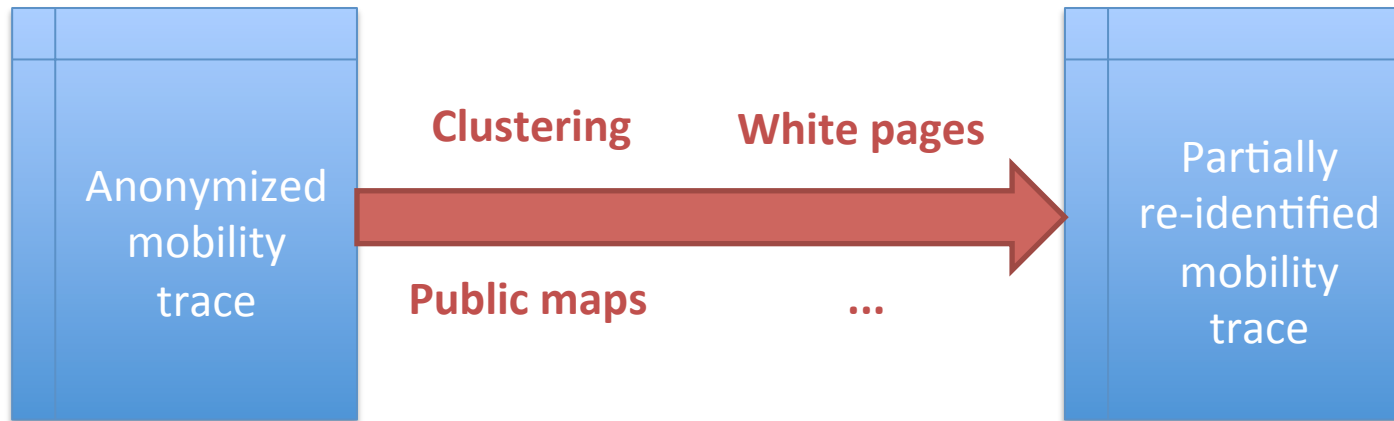 Anonymized
mobility
trace
Clustering
White pages
Public maps
...
Partially
re-identified
mobility
trace